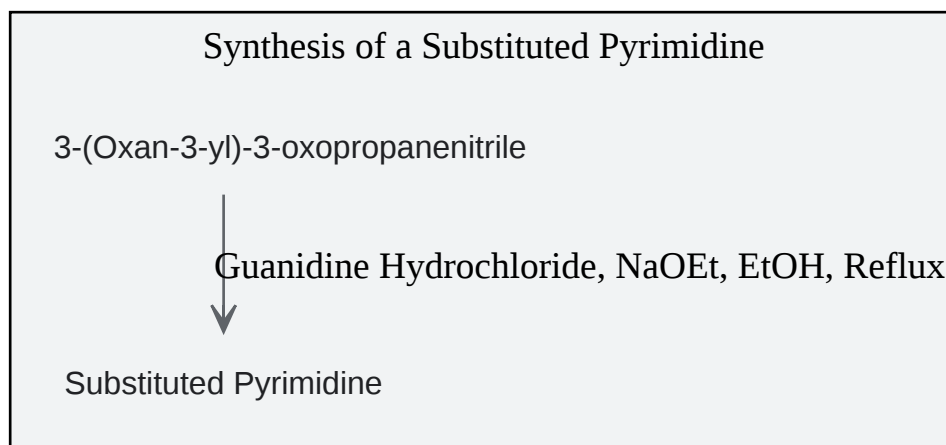 Synthesis of a Substituted Pyrimidine
3-(Oxan-3-yl)-3-oxopropanenitrile
Guanidine Hydrochloride, NaOEt, EtOH, Reflux
Substituted Pyrimidine